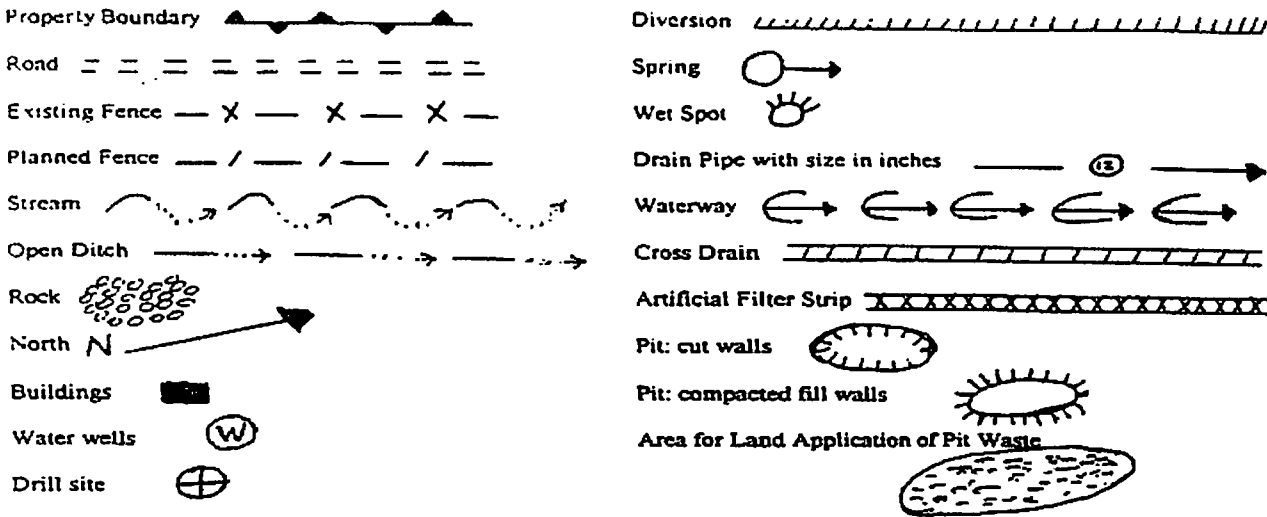 Property Boundary
Road
Existing Fence
Planned Fence
Stream
Open Ditch
Rock
North N
Buildings
Water wells W
Drill site
Diversion
Spring
Wet Spot
Drain Pipe with size in inches 12
Waterway
Cross Drain
Artificial Filter Strip
Pit: cut walls
Pit: compacted fill walls
Area for Land Application of Pit Waste